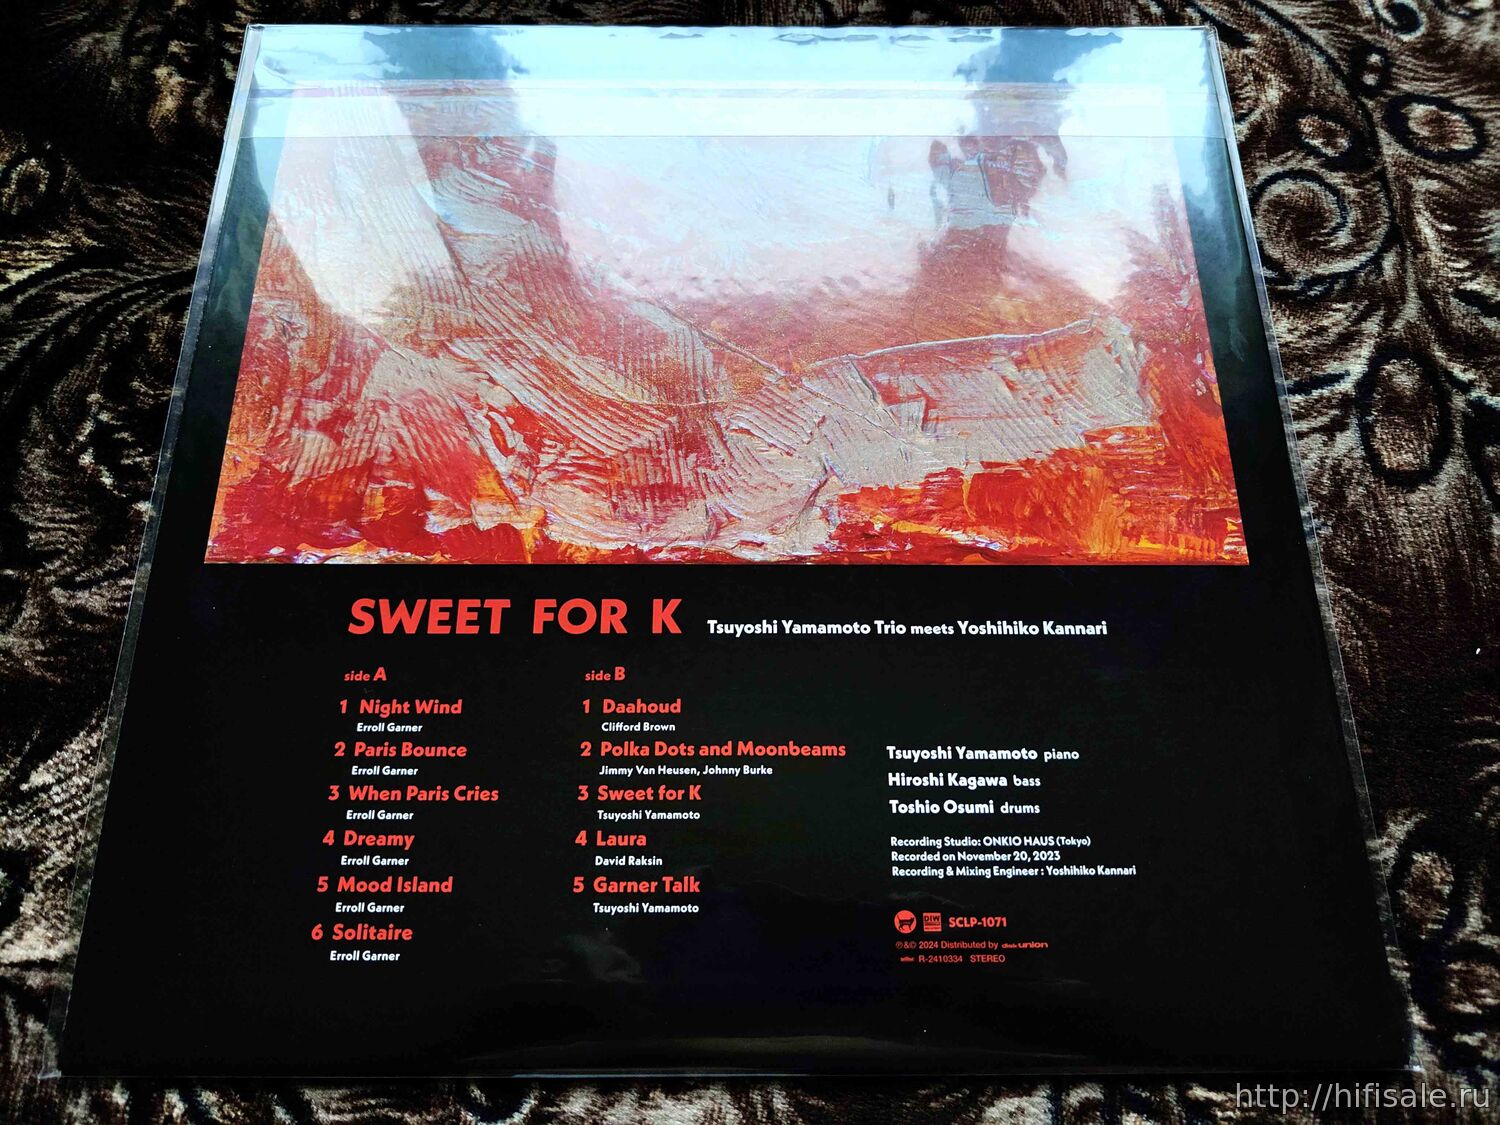 SWEET FOR K Tsuyoshi Yamamoto Trio meets Yoshihiko Kannari
side A
1 Night Wind
Erroll Garner
2 Paris Bounce
Erroll Garner
3 When Paris Cries
Erroll Garner
4 Dreamy
Erroll Garner
5 Mood Island
Erroll Garner
6 Solitaire
Erroll Garner
side B
1 Daahoud
Clifford Brown
2 Polka Dots and Moonbeams
Jimmy Van Heusen, Johnny Burke
3 Sweet for K
Tsuyoshi Yamamoto
4 Laura
David Raksin
5 Garner Talk
Tsuyoshi Yamamoto
Tsuyoshi Yamamoto piano
Hiroshi Kagawa bass
Toshio Osumi drums
Recording Studio: ONKIO HAUS (Tokyo)
Recorded on November 20, 2023
Recording & Mixing Engineer : Yoshihiko Kannari
DIW SCLP-1071
℗&© 2024 Distributed by disk union
R-2410334 STEREO
http://hifisale.ru